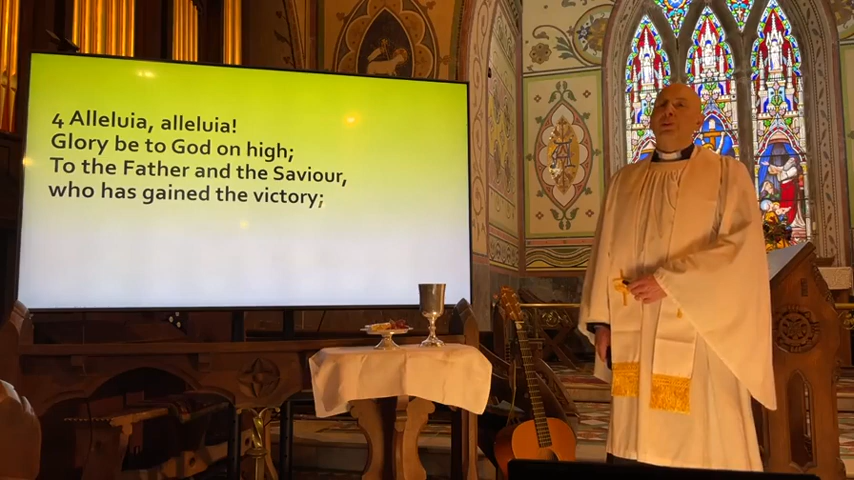 4 Alleluia, alleluia!
Glory be to God on high;
To the Father and the Saviour,
who has gained the victory;